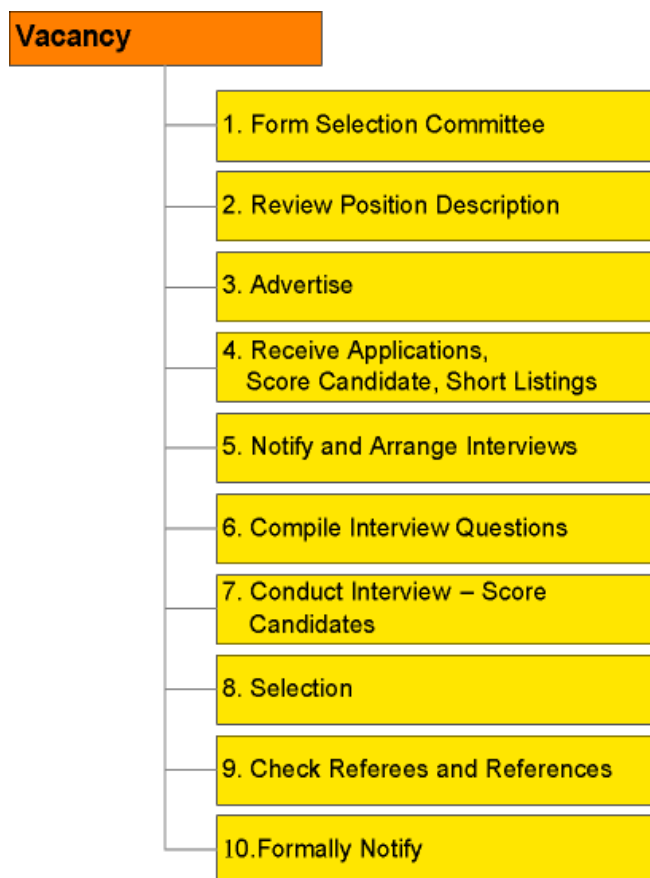 Vacancy
1. Form Selection Committee
2. Review Position Description
3. Advertise
4. Receive Applications,
Score Candidate, Short Listings
5. Notify and Arrange Interviews
6. Compile Interview Questions
7. Conduct Interview – Score
Candidates
8. Selection
9. Check Referees and References
10.Formally Notify